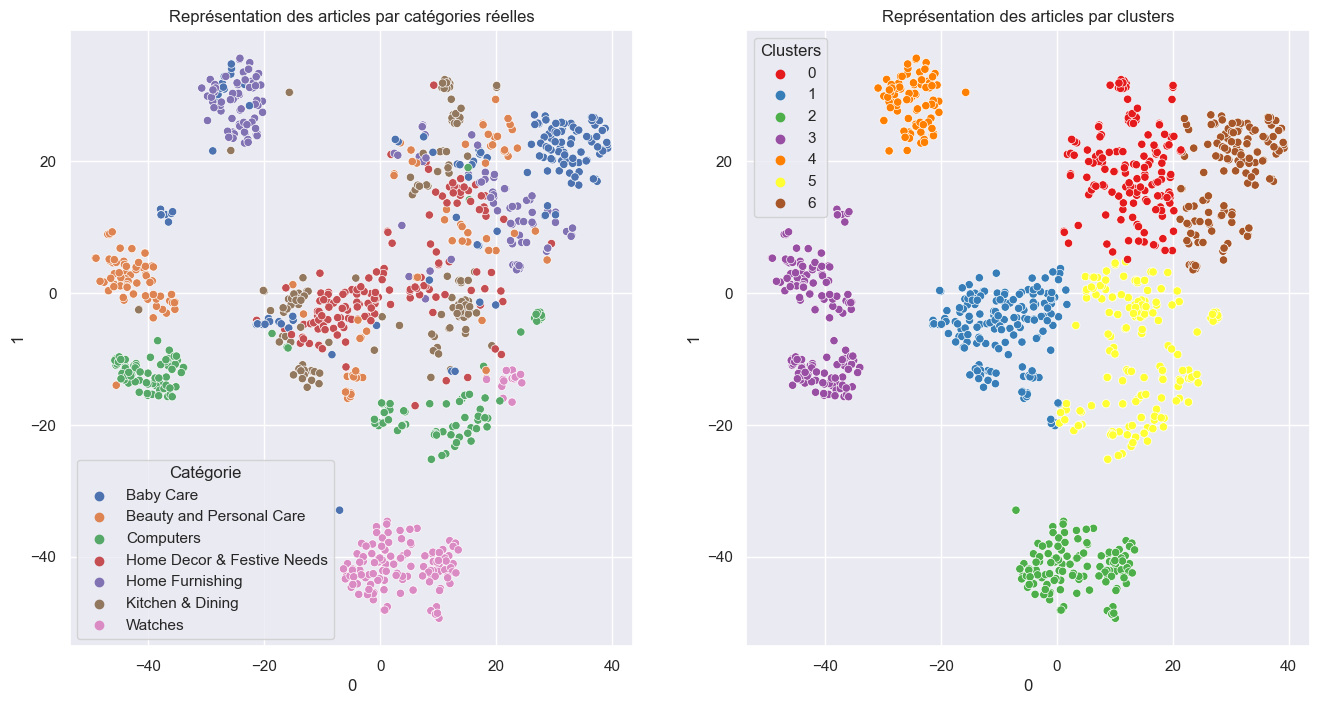 Représentation des articles par catégories réelles
1
20
0
−20
−40
−40
−20
0
20
40
0
Catégorie
Baby Care
Beauty and Personal Care
Computers
Home Decor & Festive Needs
Home Furnishing
Kitchen & Dining
Watches
Représentation des articles par clusters
1
20
0
−20
−40
−40
−20
0
20
40
0
Clusters
0
1
2
3
4
5
6